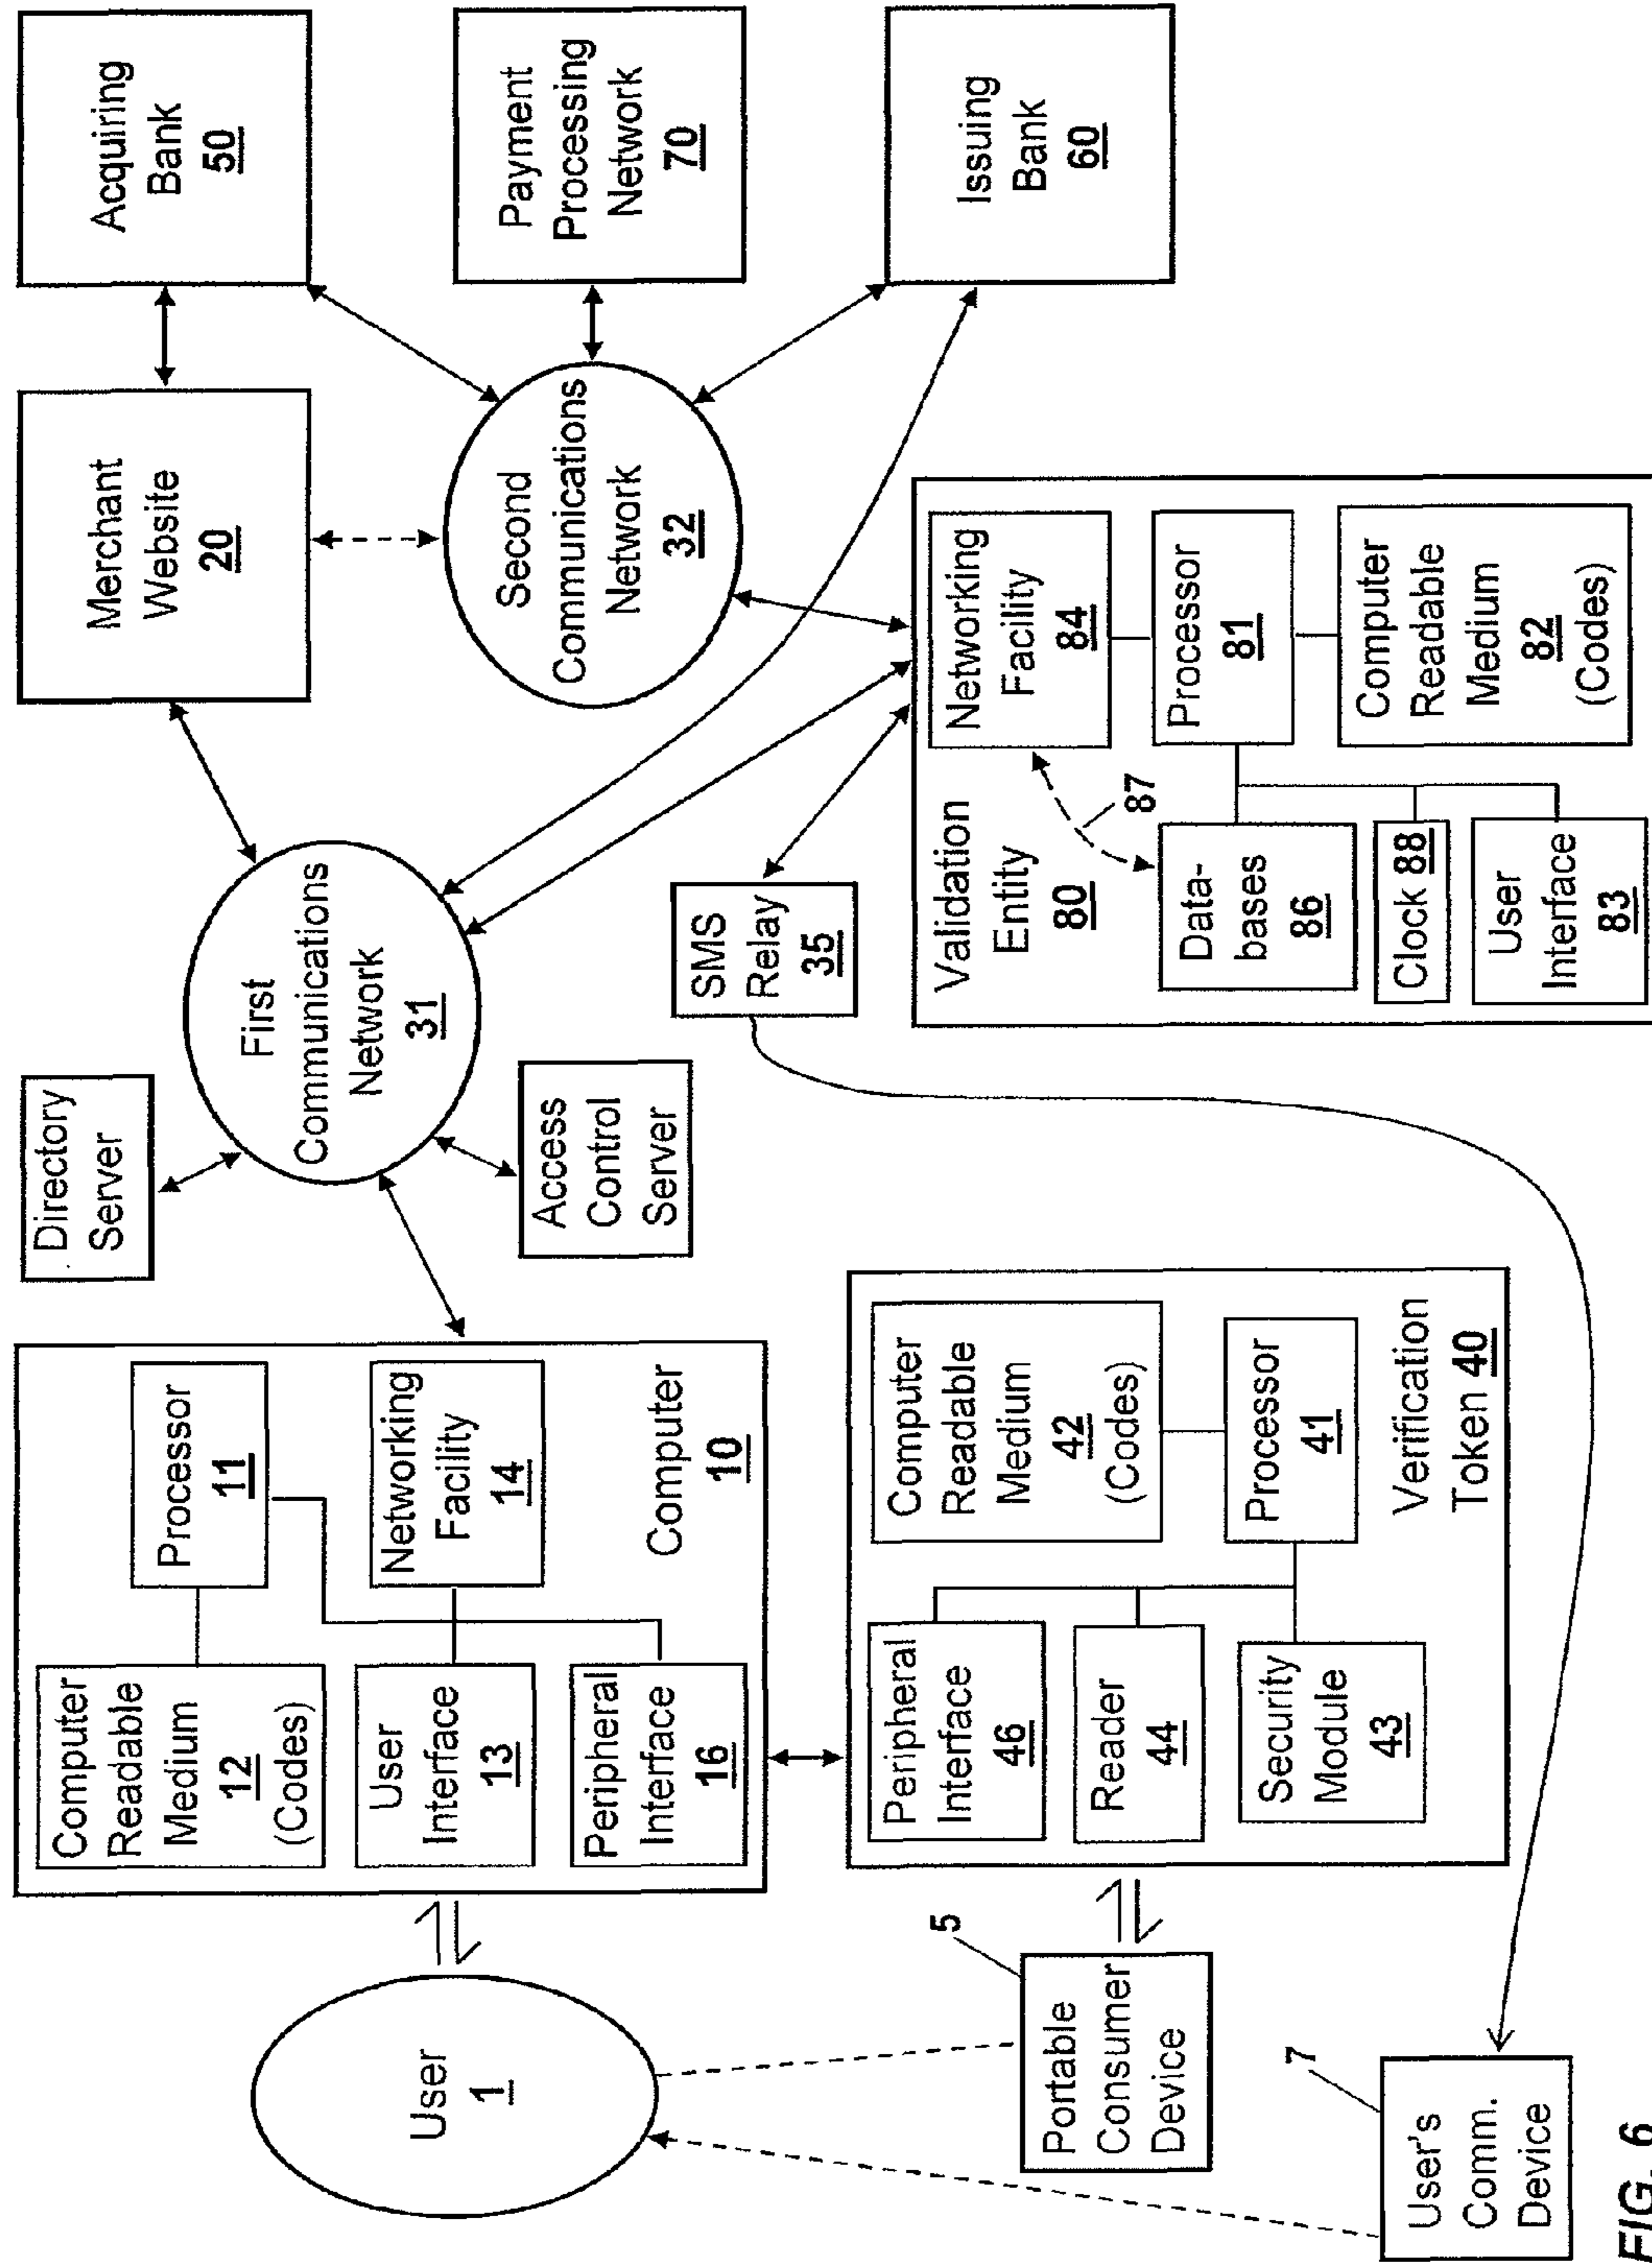 User
1
Computer
Readable
Medium
12
(Codes)
Processor
11
User
Interface
13
Networking
Facility
14
Peripheral
Interface
16
Computer
10
Directory
Server
First
Communications
Network
31
Access
Control
Server
Merchant
Website
20
Acquiring
Bank
50
Second
Communications
Network
32
Payment
Processing
Network
70
Issuing
Bank
60
5
Portable
Consumer
Device
7
User's
Comm.
Device
Peripheral
Interface
46
Reader
44
Security
Module
43
Computer
Readable
Medium
42
(Codes)
Processor
41
Verification
Token 40
SMS
Relay
35
Validation
Entity
80
Networking
Facility
84
87
Data-
bases
86
Processor
81
Clock 88
User
Interface
83
Computer
Readable
Medium
82
(Codes)
FIG. 6